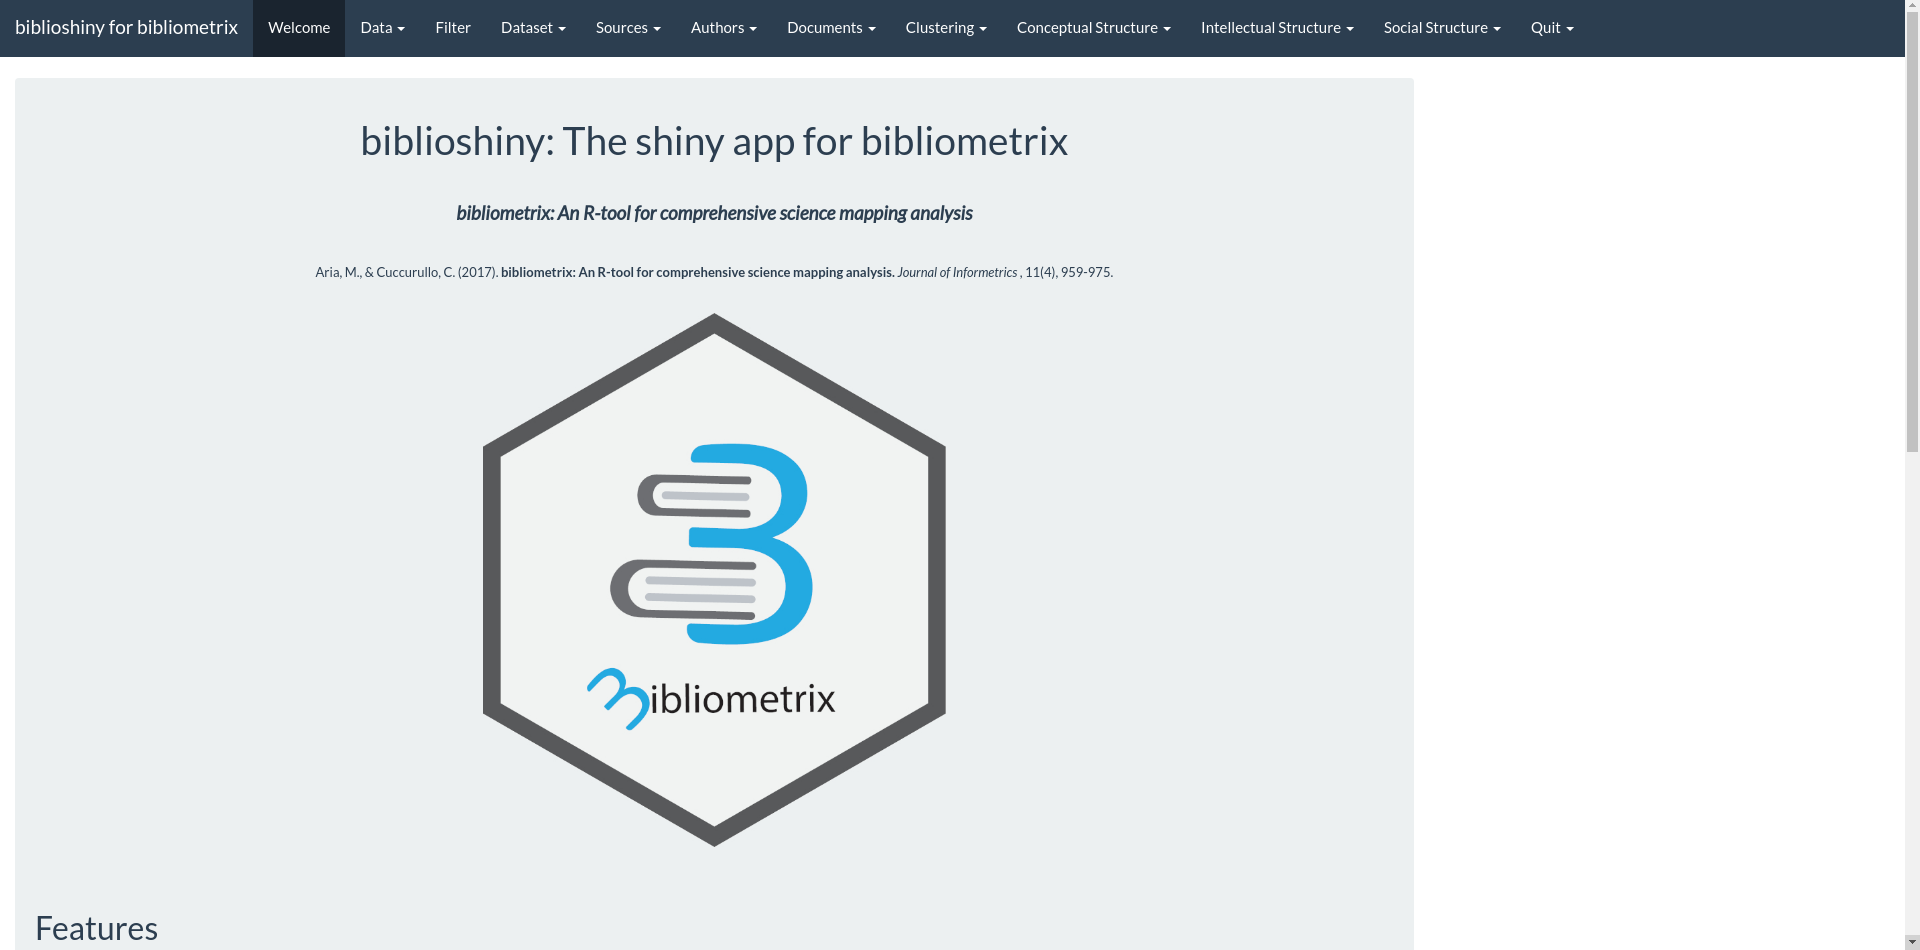 biblioshiny for bibliometrix Welcome Data Filter Dataset Sources Authors Documents Clustering Conceptual Structure Intellectual Structure Social Structure Quit
biblioshiny: The shiny app for bibliometrix
bibliometrix: An R-tool for comprehensive science mapping analysis
Aria, M., & Cuccurullo, C. (2017). bibliometrix: An R-tool for comprehensive science mapping analysis. Journal of Informetrics , 11(4), 959-975.
Bibliometrix
Features